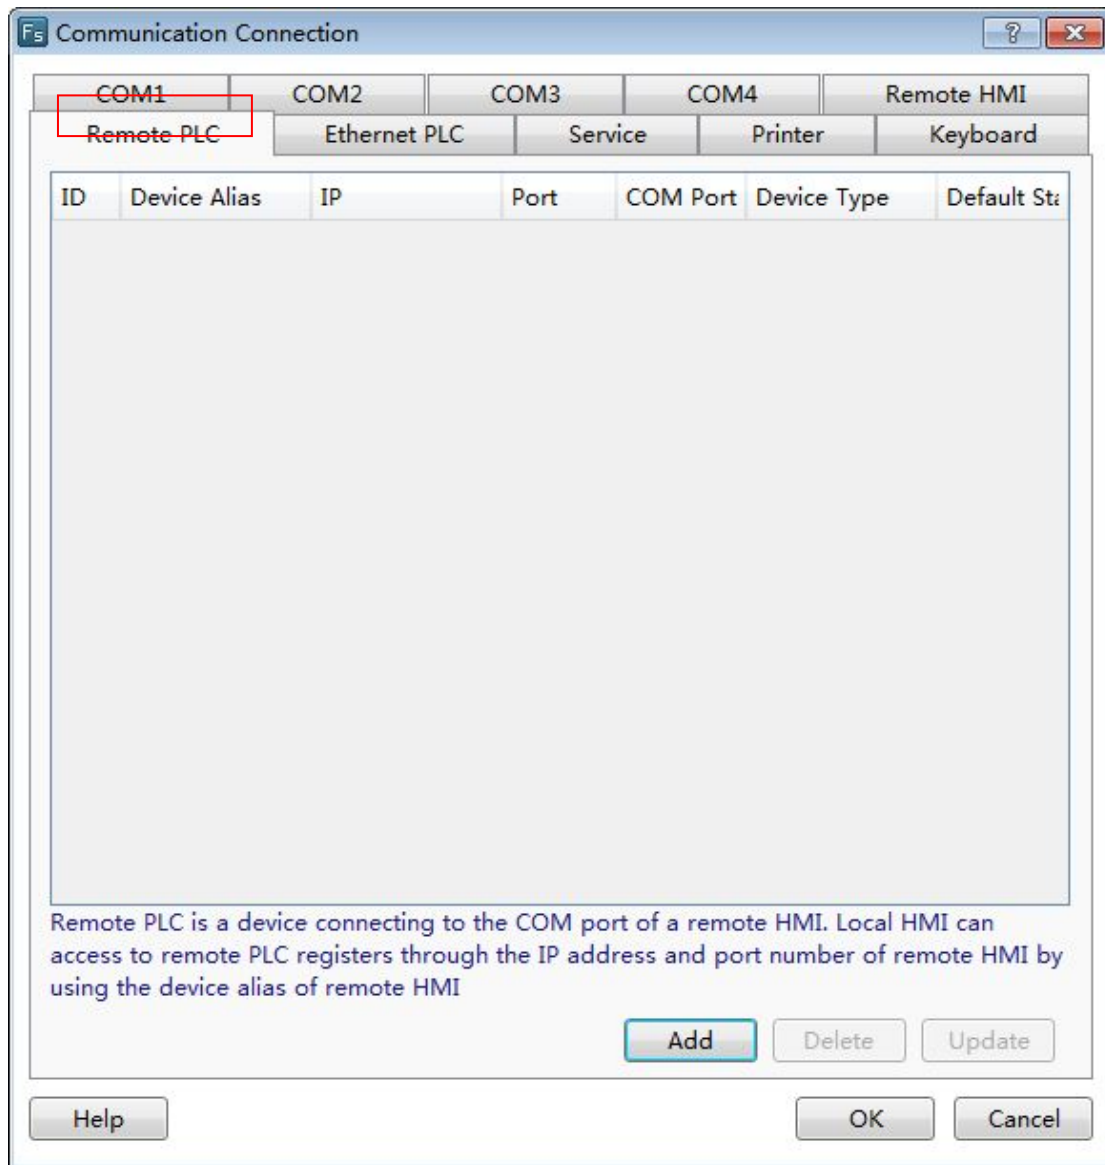 Fs Communication Connection ?
COM1 COM2 COM3 COM4 Remote HMI
Remote PLC Ethernet PLC Service Printer Keyboard
ID Device Alias IP Port COM Port Device Type Default Sta
Remote PLC is a device connecting to the COM port of a remote HMI. Local HMI can
access to remote PLC registers through the IP address and port number of remote HMI by
using the device alias of remote HMI
Add Delete Update
Help OK Cancel